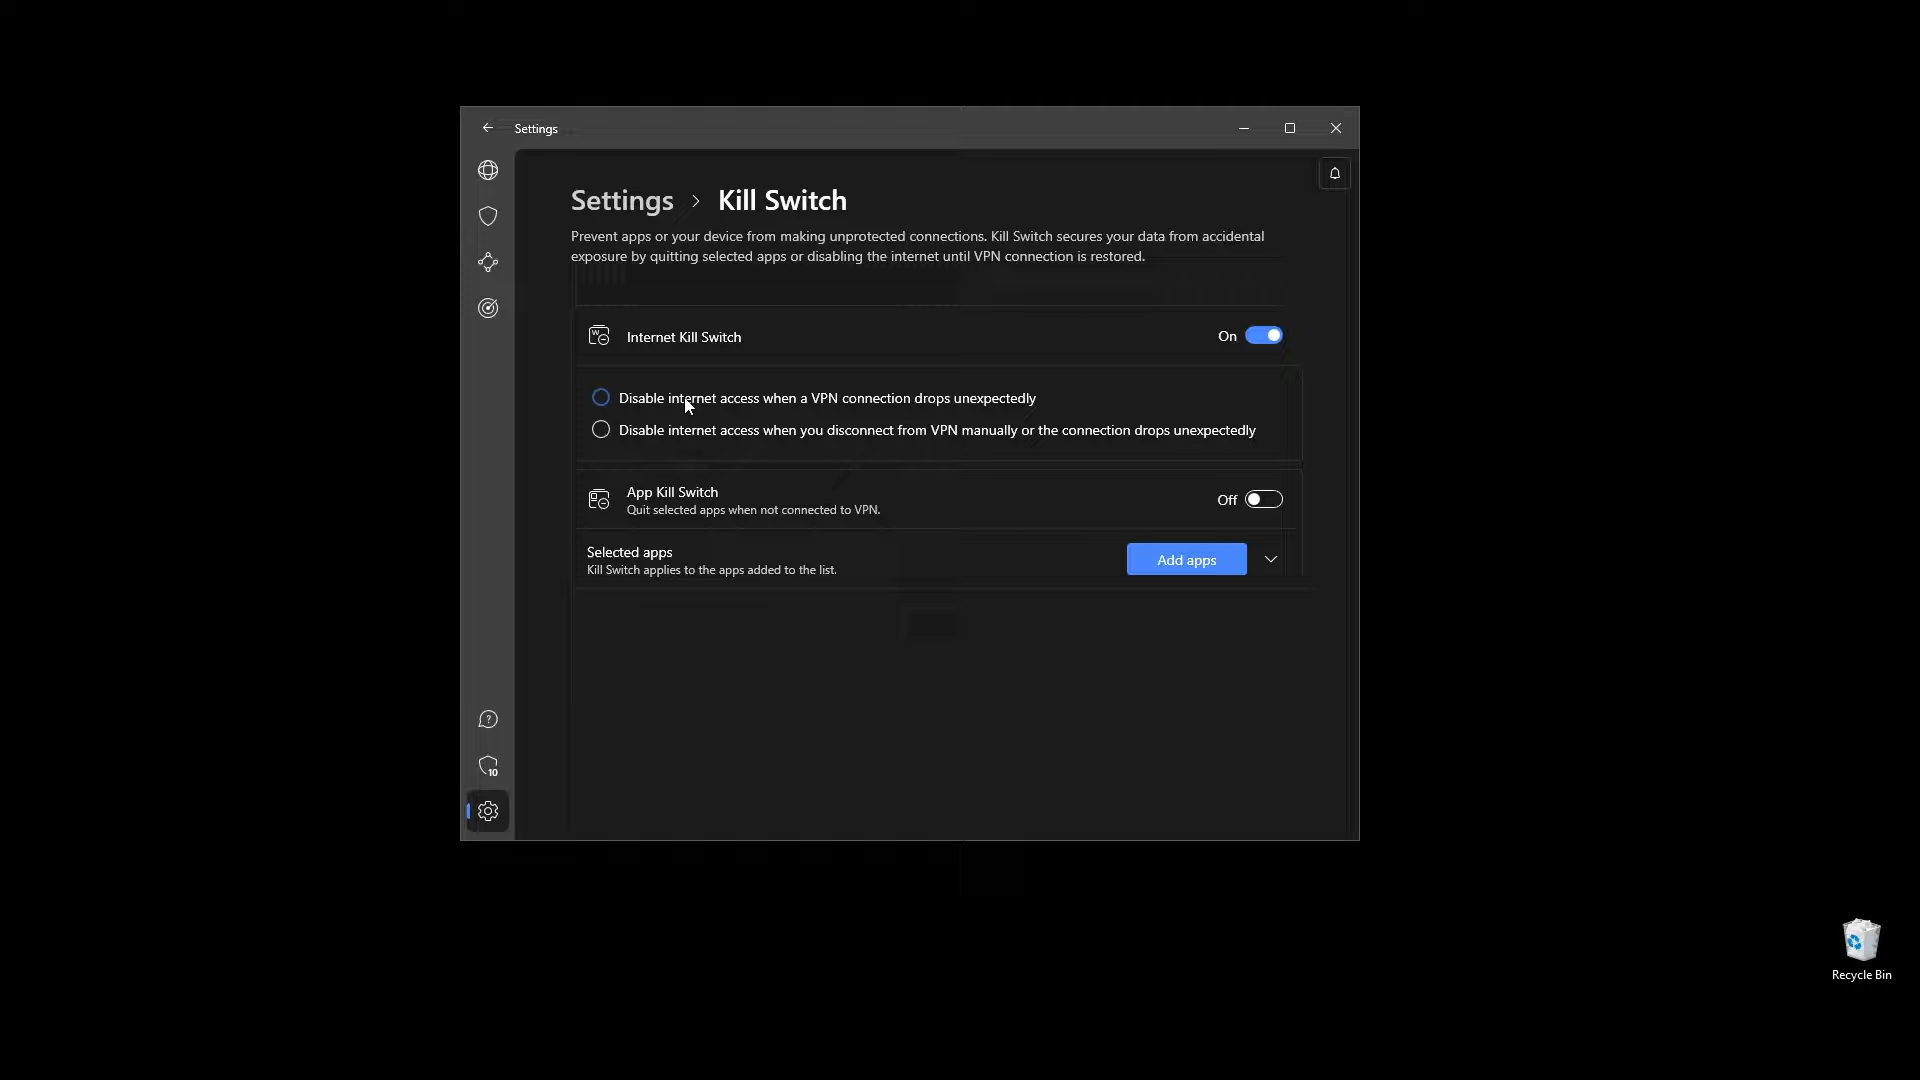 Settings
Settings > Kill Switch
Prevent apps or your device from making unprotected connections. Kill Switch secures your data from accidental
exposure by quitting selected apps or disabling the internet until VPN connection is restored.
Internet Kill Switch
On
Disable internet access when a VPN connection drops unexpectedly
Disable internet access when you disconnect from VPN manually or the connection drops unexpectedly
App Kill Switch
Quit selected apps when not connected to VPN.
Off
Selected apps
Kill Switch applies to the apps added to the list.
Add apps
10
Recycle Bin